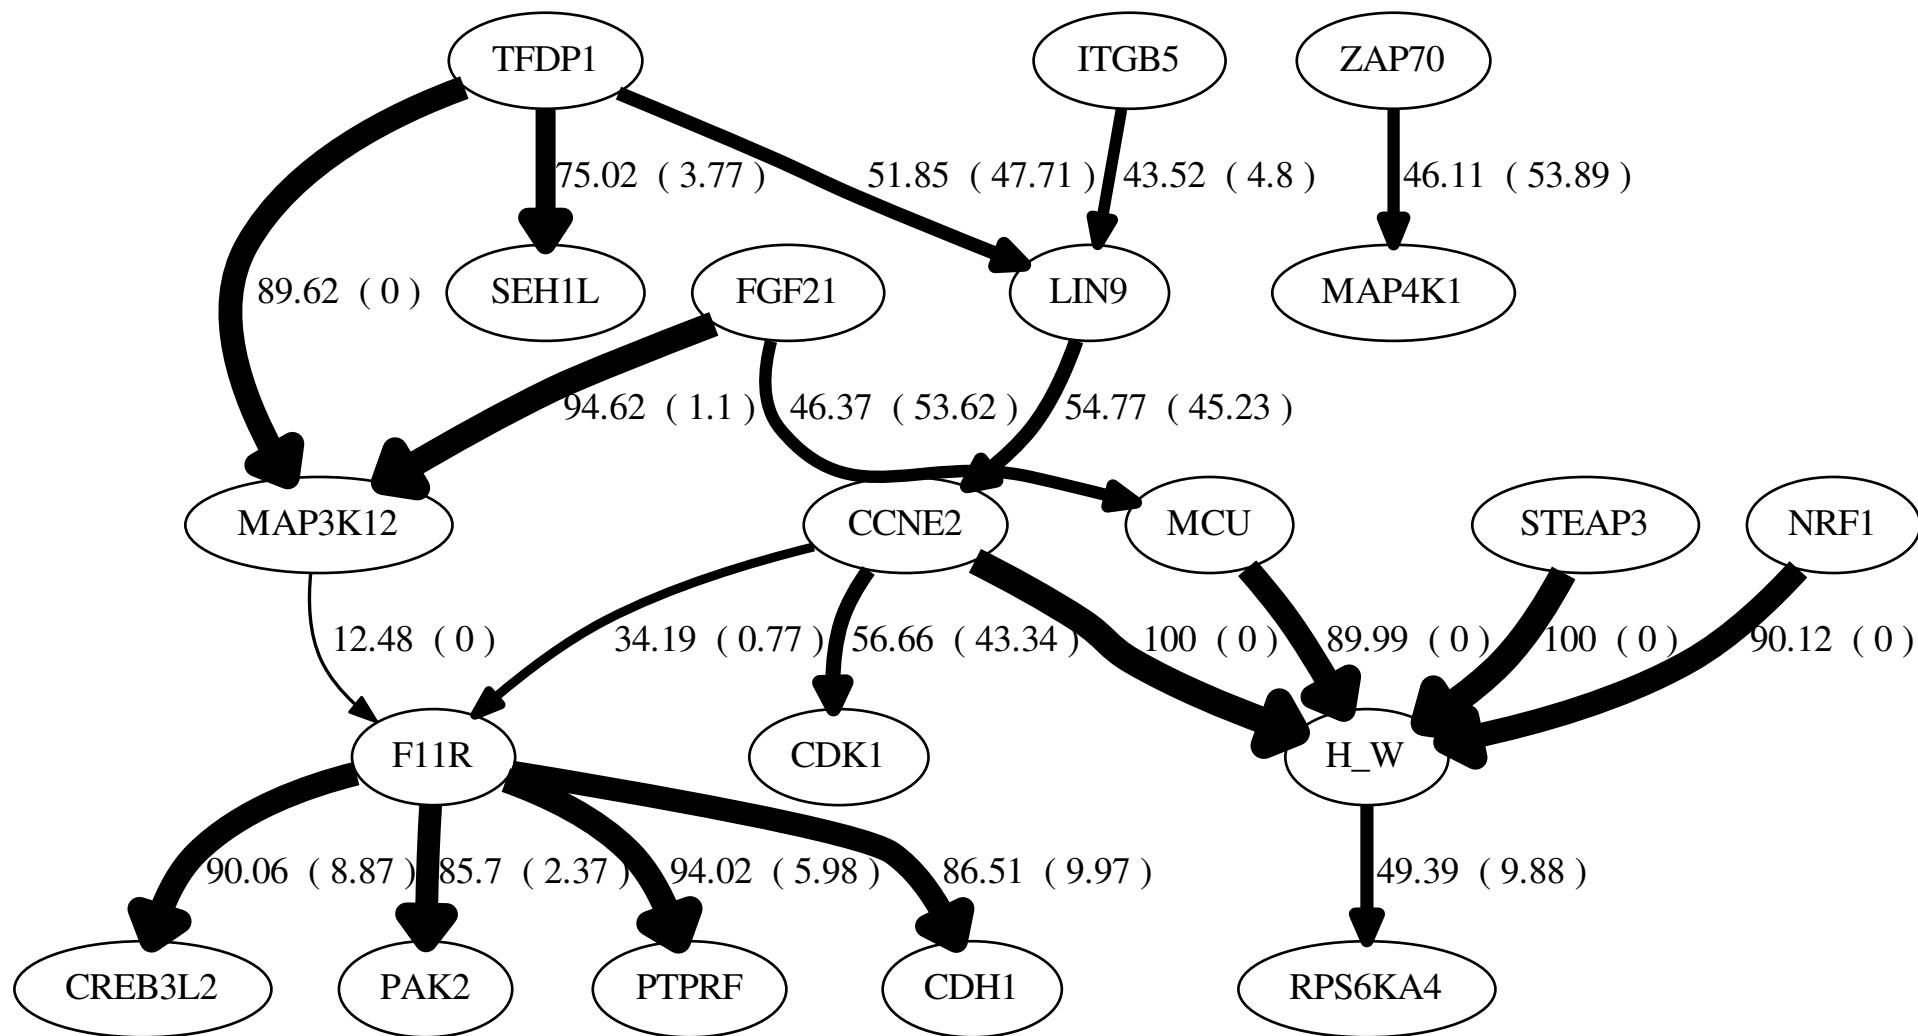 TFDP1 ITGB5 ZAP70
75.02 ( 3.77 ) 51.85 ( 47.71 ) 43.52 ( 4.8 ) 46.11 ( 53.89 )
89.62 ( 0 ) SEH1L FGF21 LIN9 MAP4K1
94.62 ( 1.1 ) 46.37 ( 53.62 ) 54.77 ( 45.23 )
MAP3K12 CCNE2 MCU STEAP3 NRF1
12.48 ( 0 ) 34.19 ( 0.77 ) 56.66 ( 43.34 ) 100 ( 0 ) 89.99 ( 0 ) 100 ( 0 ) 90.12 ( 0 )
F11R CDK1 H_W
90.06 ( 8.87 ) 85.7 ( 2.37 ) 94.02 ( 5.98 ) 86.51 ( 9.97 ) 49.39 ( 9.88 )
CREB3L2 PAK2 PTPRF CDH1 RPS6KA4